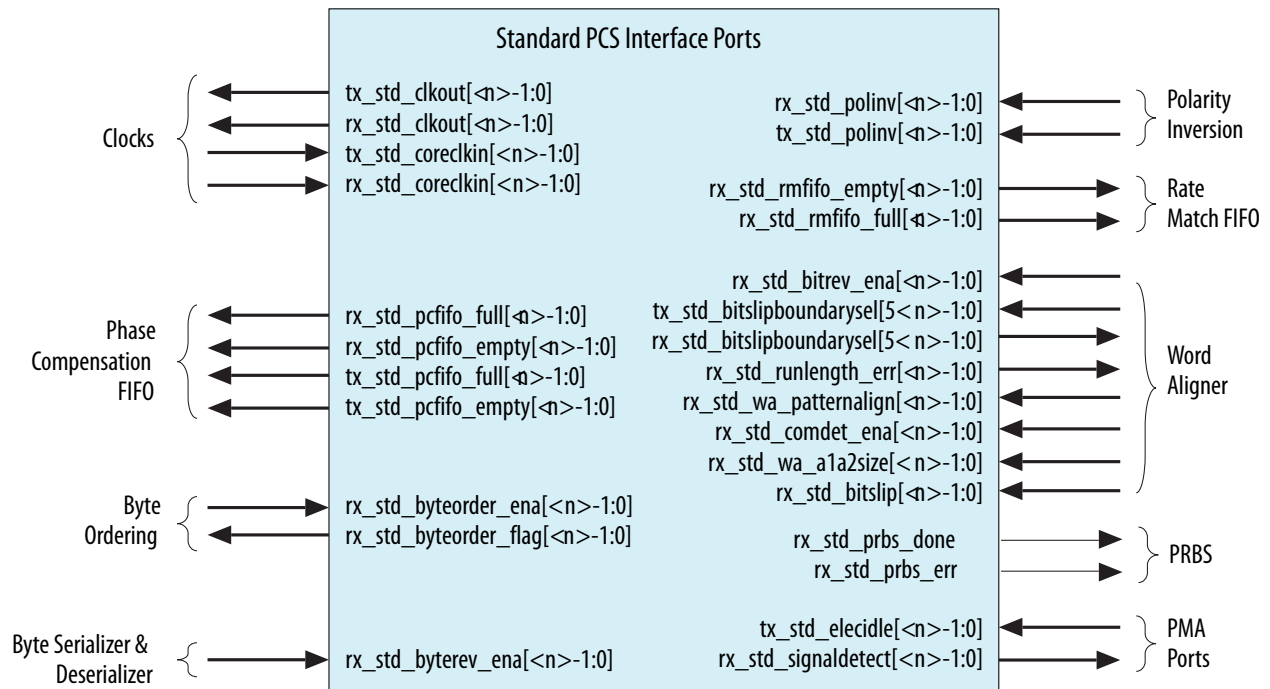 Standard PCS Interface Ports
Clocks
tx_std_clkout[<n>-1:0]
rx_std_clkout[<n>-1:0]
tx_std_coreclkin[<n>-1:0]
rx_std_coreclkin[<n>-1:0]
Phase
Compensation
FIFO
rx_std_pcfifo_full[<n>-1:0]
rx_std_pcfifo_empty[<n>-1:0]
tx_std_pcfifo_full[<n>-1:0]
tx_std_pcfifo_empty[<n>-1:0]
Byte
Ordering
rx_std_byteorder_ena[<n>-1:0]
rx_std_byteorder_flag[<n>-1:0]
Byte Serializer &
Deserializer
rx_std_byterev_ena[<n>-1:0]
rx_std_polinv[<n>-1:0]
tx_std_polinv[<n>-1:0]
Polarity
Inversion
rx_std_rmfifo_empty[<n>-1:0]
rx_std_rmfifo_full[<n>-1:0]
Rate
Match FIFO
rx_std_bitrev_ena[<n>-1:0]
tx_std_bitslipboundarysel[5<n>-1:0]
rx_std_bitslipboundarysel[5<n>-1:0]
rx_std_runlength_err[<n>-1:0]
rx_std_wa_patternalign[<n>-1:0]
rx_std_comdet_ena[<n>-1:0]
rx_std_wa_a1a2size[<n>-1:0]
rx_std_bitslip[<n>-1:0]
Word
Aligner
rx_std_prbs_done
rx_std_prbs_err
PRBS
tx_std_elecidle[<n>-1:0]
rx_std_signaldetect[<n>-1:0]
PMA
Ports